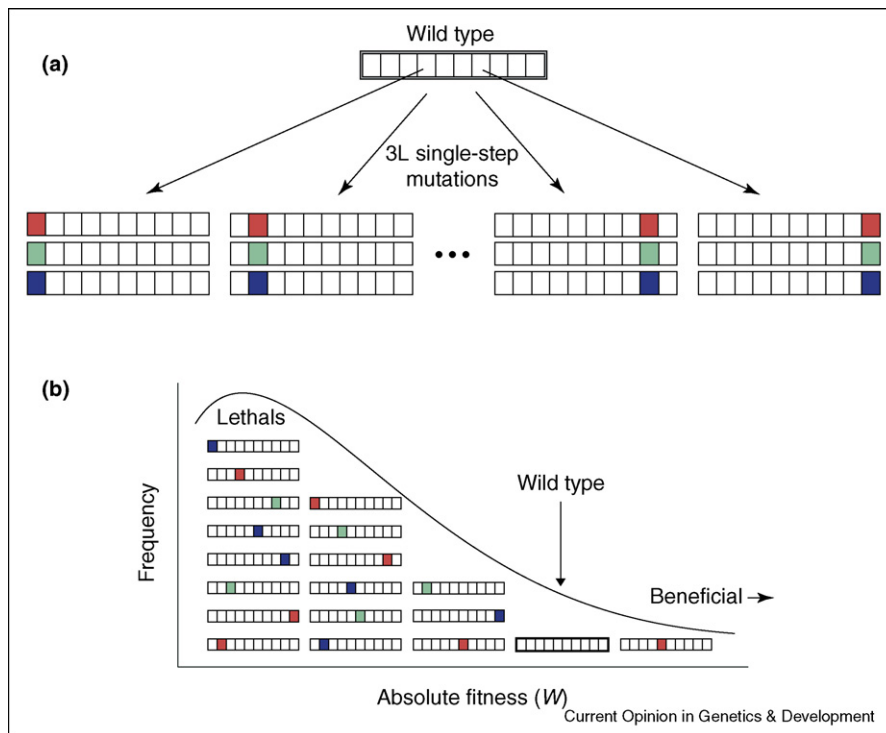 Wild type
(a)
3L single-step
mutations
•••
(b)
Lethals
Wild type
Frequency
Beneficial
Absolute fitness (W)
Current Opinion in Genetics & Development